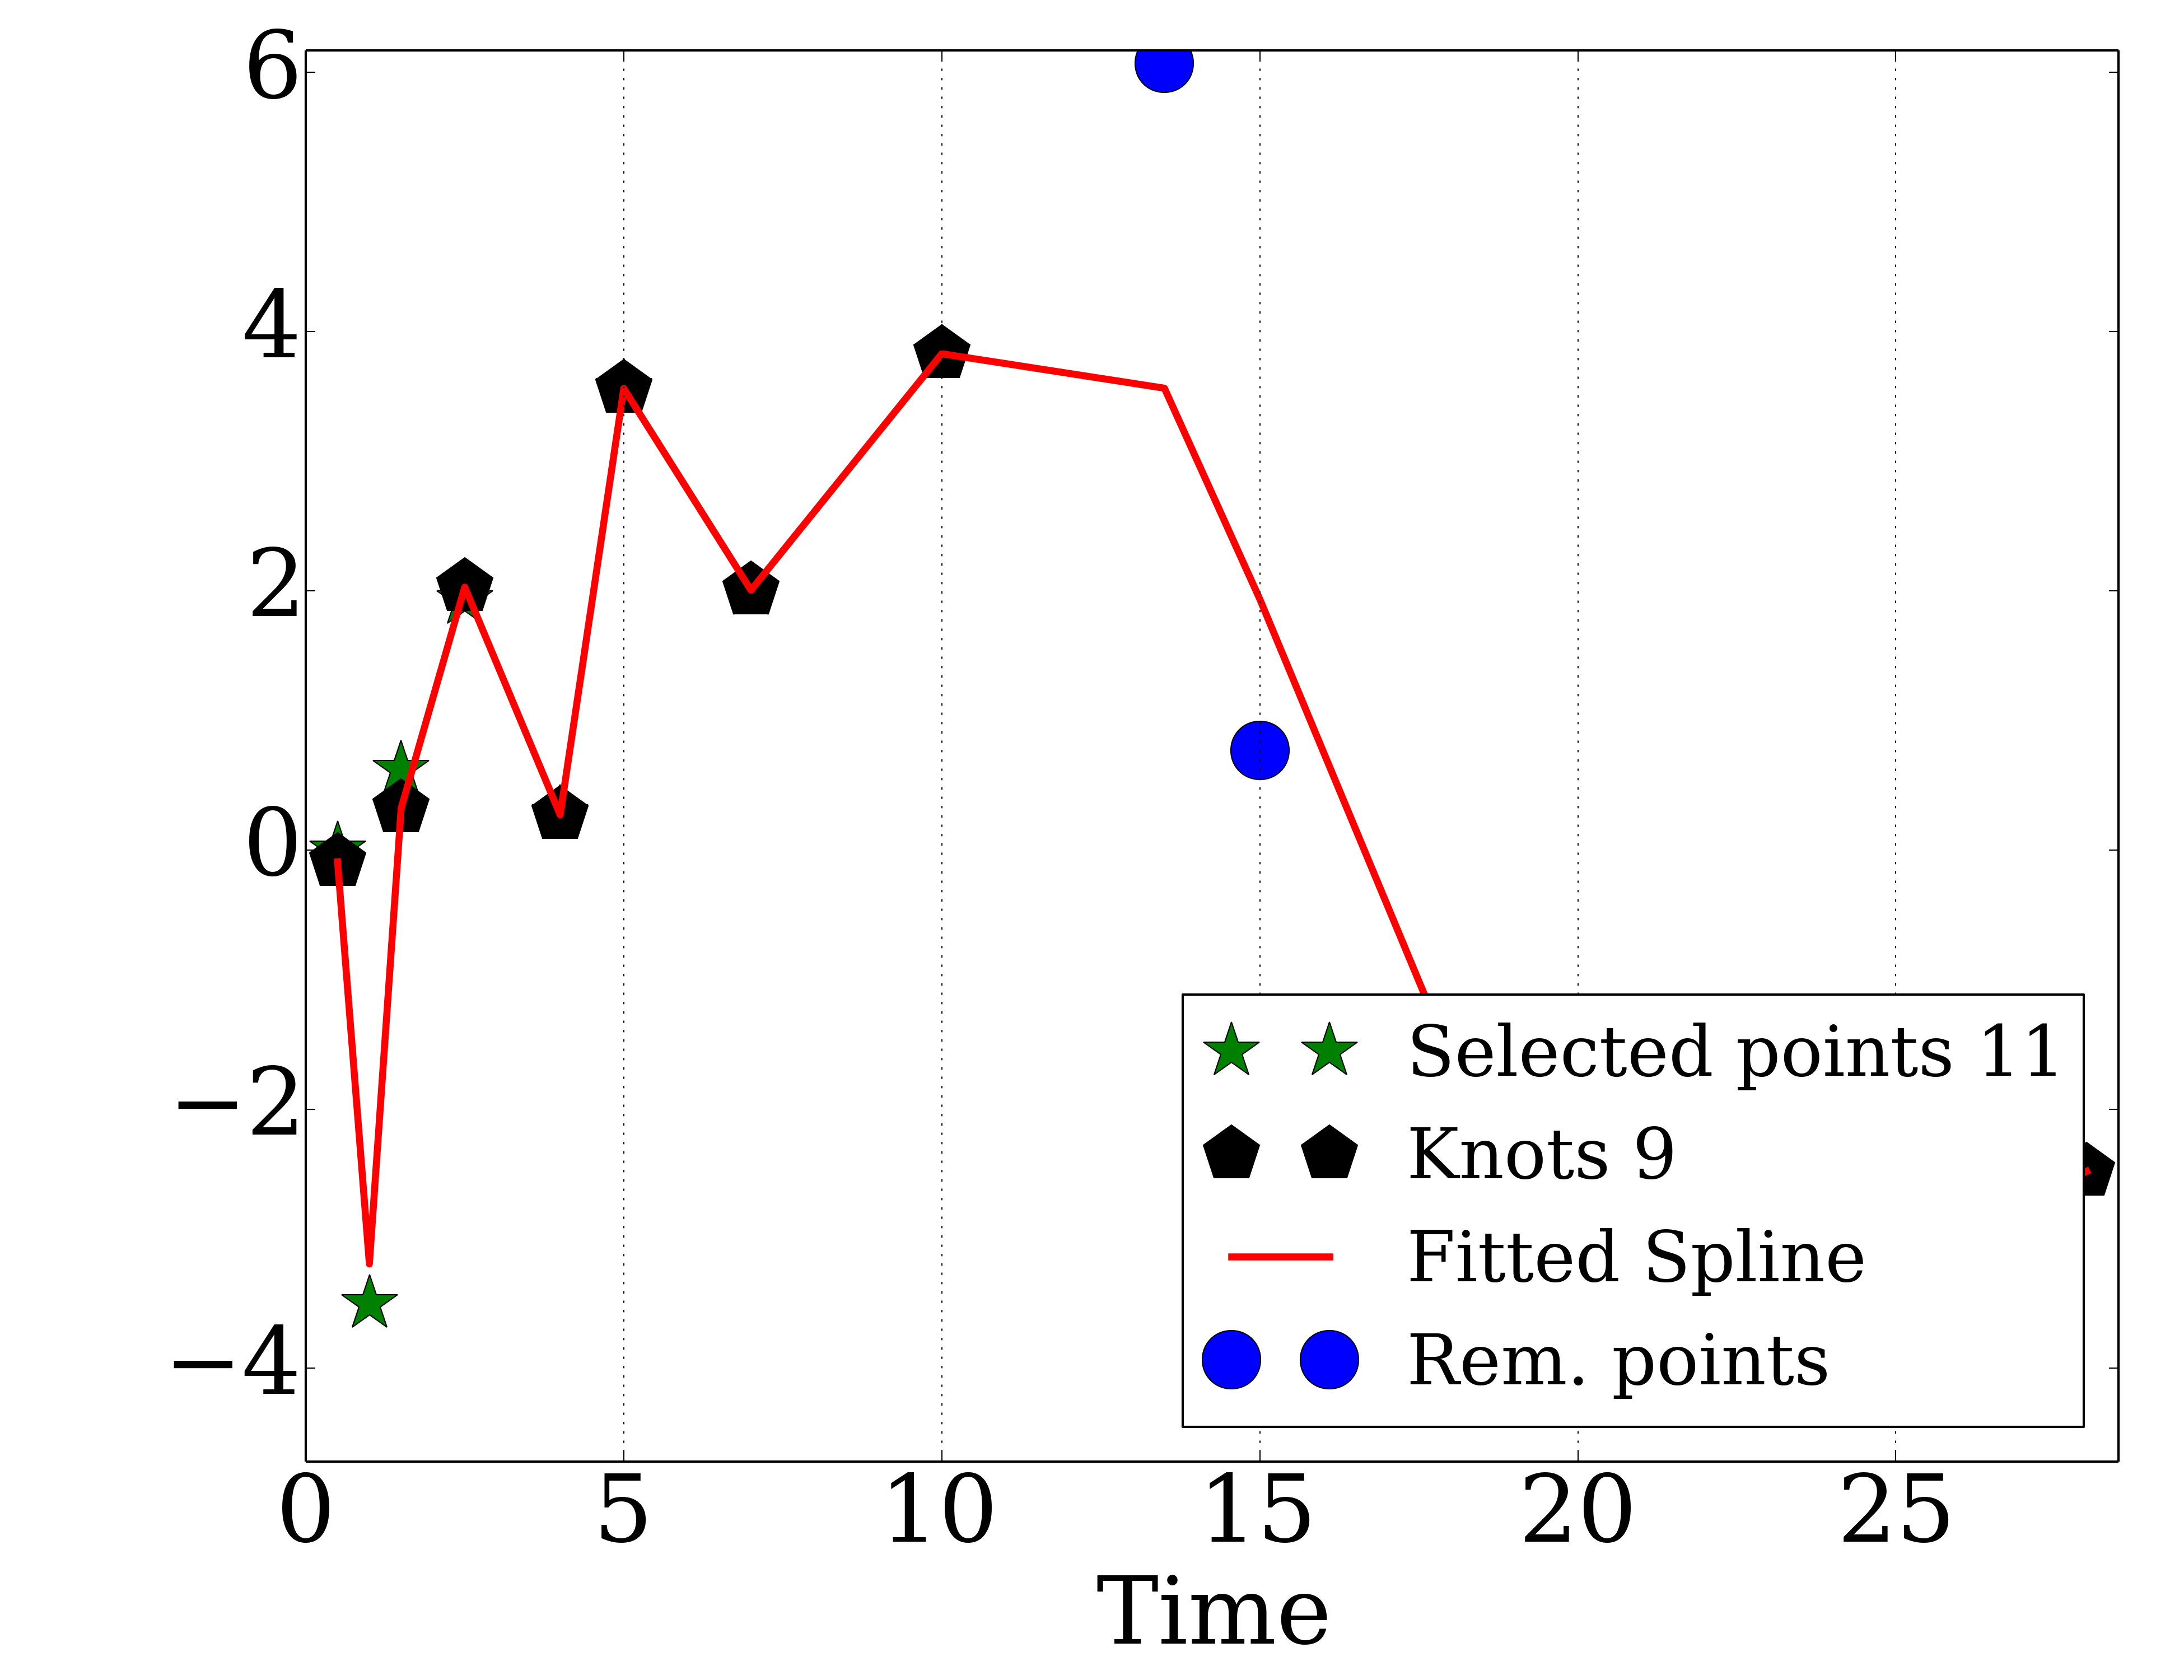 6
4
2
0
−2
−4
Selected points 11
Knots 9
Fitted Spline
Rem. points
0 5 10 15 20 25
Time